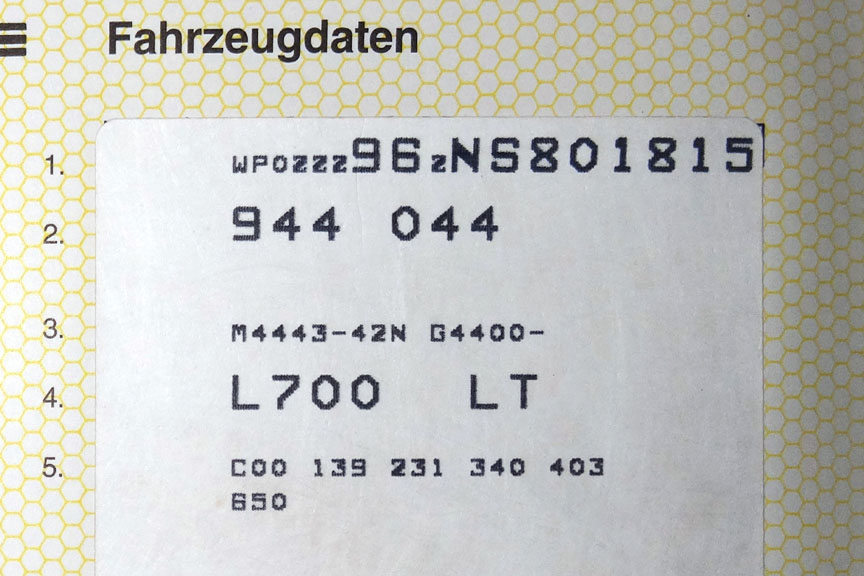 Fahrzeugdaten
1. WP0ZZZ96ZNS801815
2. 944 044
3. M4443-42N G4400-
4. L700 LT
5. C00 139 231 340 403
650